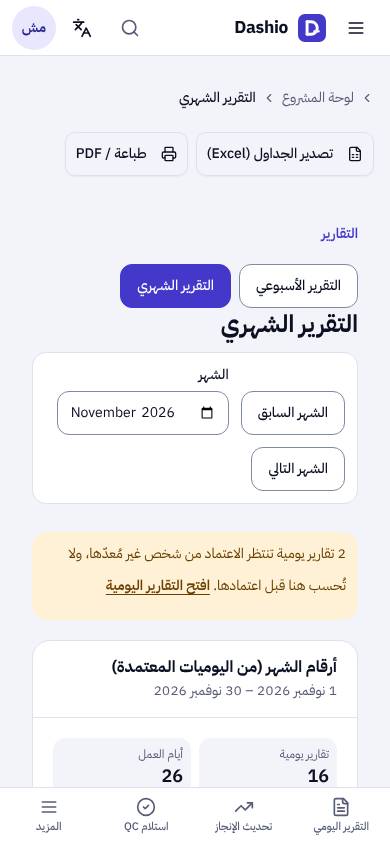 Dashio
مش
لوحة المشروع
التقرير الشهري
تصدير الجداول (Excel)
طباعة / PDF
التقارير
التقرير الأسبوعي
التقرير الشهري
التقرير الشهري
الشهر
الشهر السابق
November 2026
الشهر التالي
2 تقارير يومية تنتظر الاعتماد من شخص غير مُعدّها، ولا
تُحسب هنا قبل اعتمادها. افتح التقارير اليومية
أرقام الشهر (من اليوميات المعتمدة)
1 نوفمبر 2026 – 30 نوفمبر 2026
تقارير يومية
16
أيام العمل
26
التقرير اليومي
تحديث الإنجاز
استلام QC
المزيد